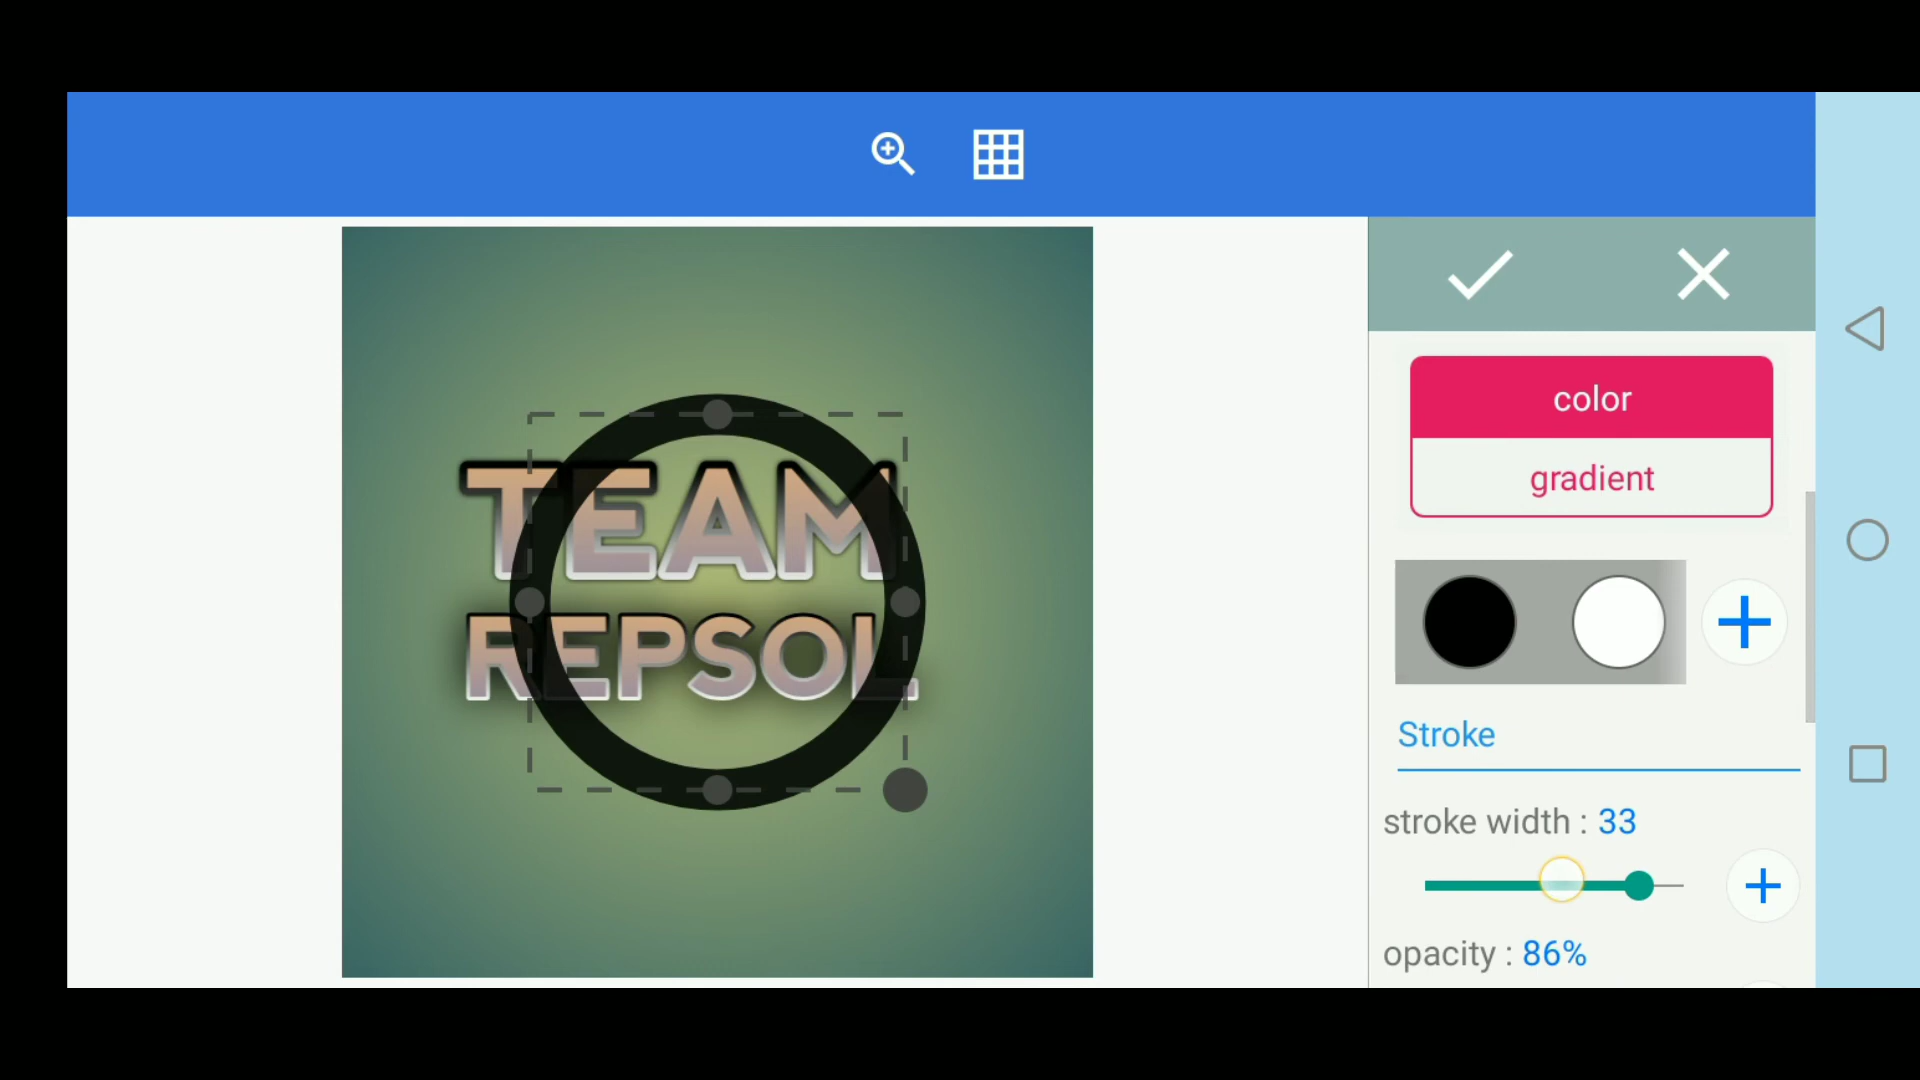 TEAM
REPSOL
color
gradient
Stroke
stroke width : 33
opacity : 86%